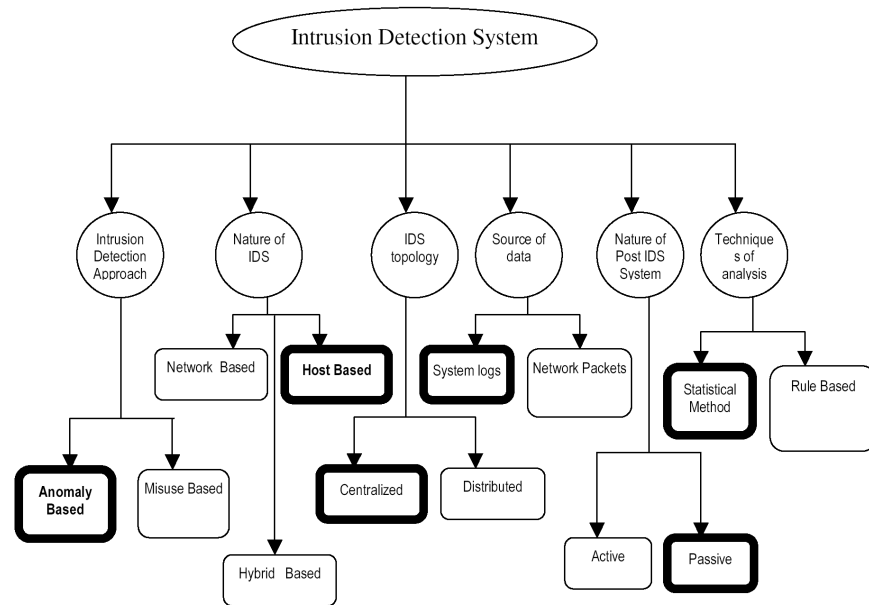 Intrusion Detection System
Intrusion
Detection
Approach
Nature of
IDS
IDS
topology
Source of
data
Nature of
Post IDS
System
Technique
s of
analysis
Network Based
Host Based
System logs
Network Packets
Statistical
Method
Rule Based
Anomaly
Based
Misuse Based
Centralized
Distributed
Hybrid Based
Active
Passive